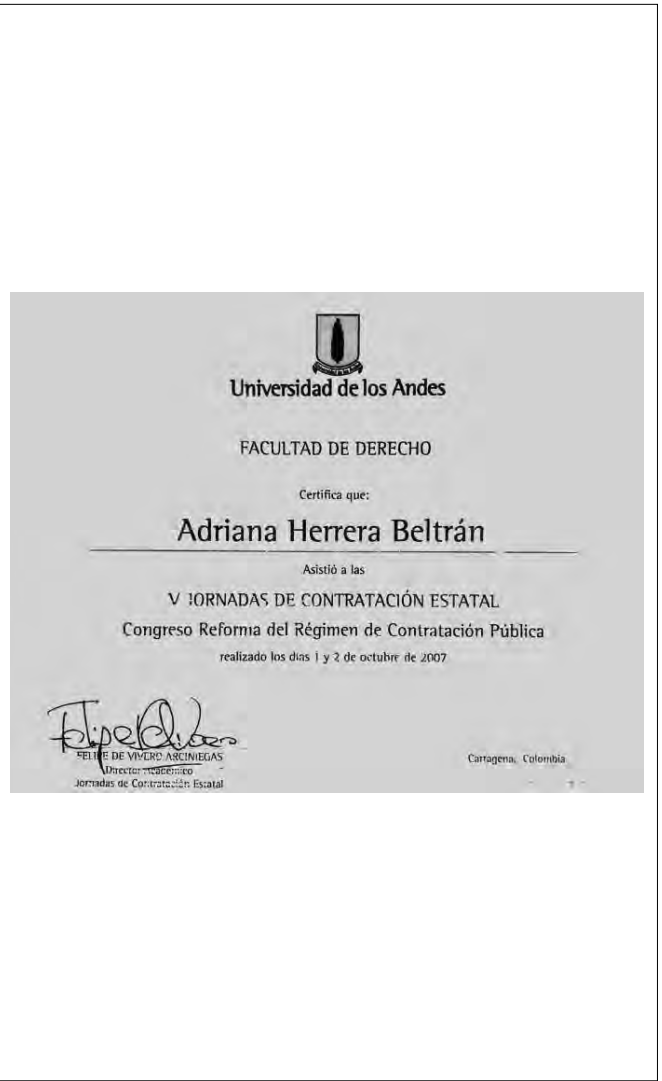 Universidad de los Andes
FACULTAD DE DERECHO
Certifica que:
Adriana Herrera Beltrán
Asistió a las
V JORNADAS DE CONTRATACIÓN ESTATAL
Congreso Reforma del Régimen de Contratación Pública
realizado los días 1 y 2 de octubre de 2007
FELIPE DE VIVERO ARCINIEGAS
Director Académico
Jornadas de Contratación Estatal
Cartagena, Colombia